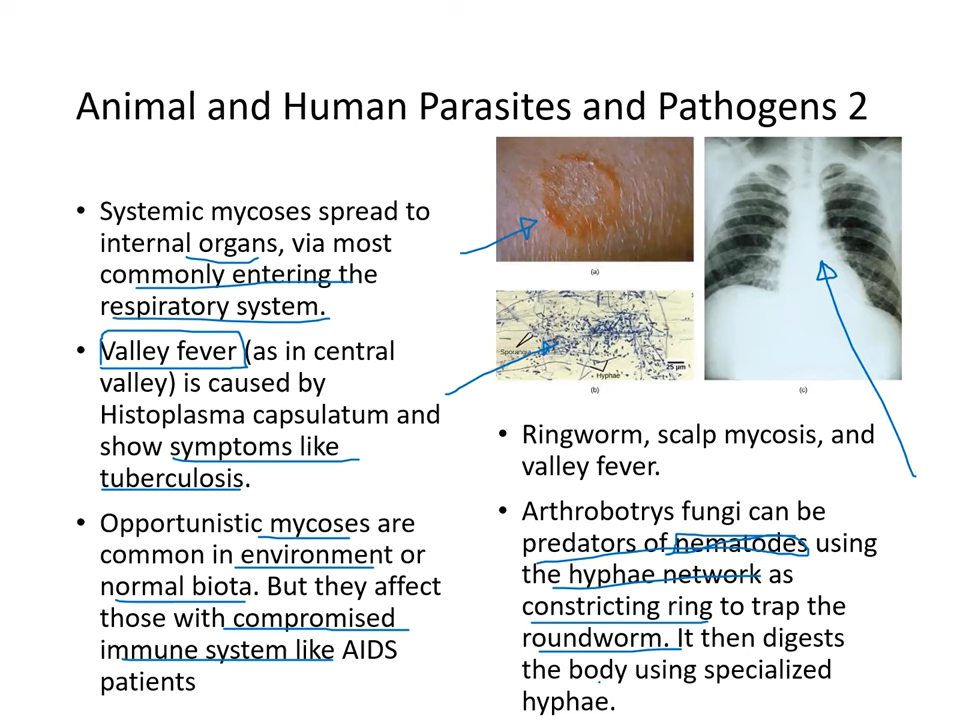 Animal and Human Parasites and Pathogens 2
• Systemic mycoses spread to
internal organs, via most
commonly entering the
respiratory system.
• Valley fever (as in central
valley) is caused by
Histoplasma capsulatum and
show symptoms like
tuberculosis.
• Opportunistic mycoses are
common in environment or
normal biota. But they affect
those with compromised
immune system like AIDS
patients
(a)
Sporangia
Hyphae
25 µm
(b)
(c)
• Ringworm, scalp mycosis, and
valley fever.
• Arthrobotrys fungi can be
predators of nematodes using
the hyphae network as
constricting ring to trap the
roundworm. It then digests
the body using specialized
hyphae.